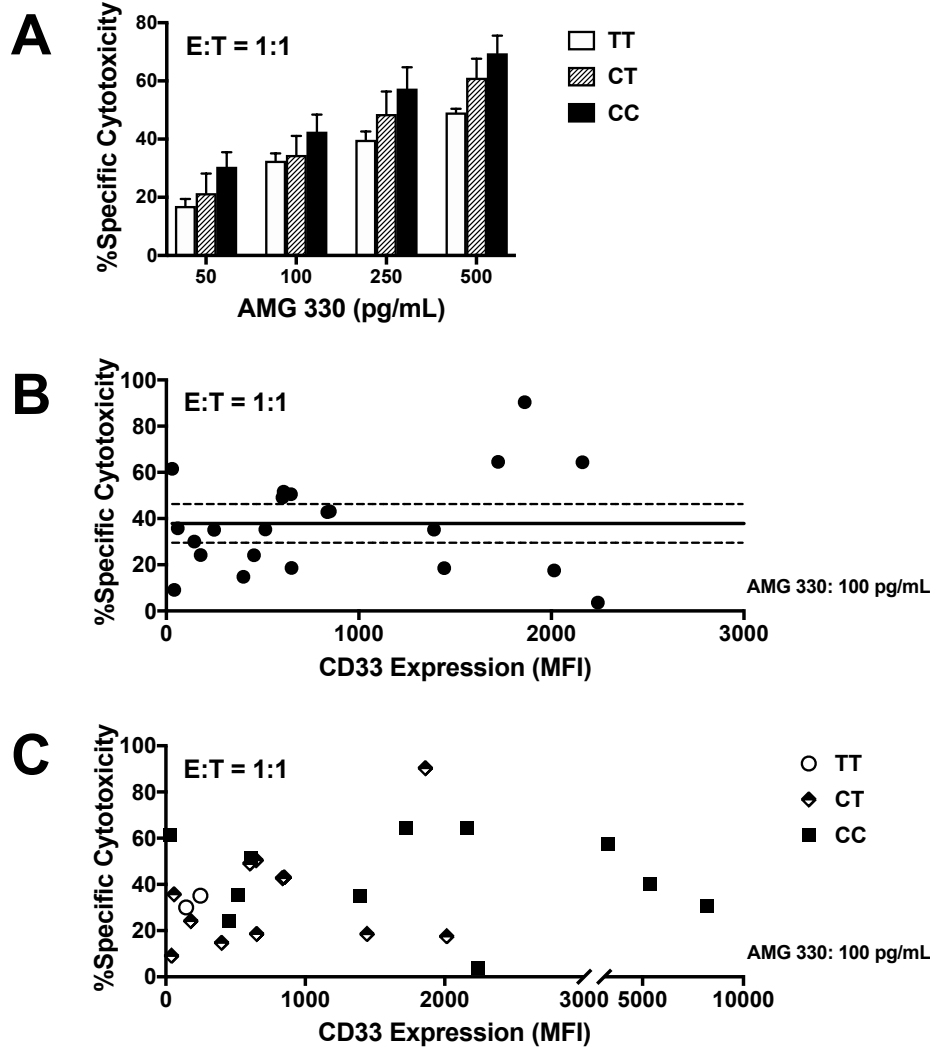 A
%Specific Cytotoxicity
E:T = 1:1
80
60
40
20
0
50 100 250 500
AMG 330 (pg/mL)
TT
CT
CC
B
%Specific Cytotoxicity
E:T = 1:1
100
80
60
40
20
0
0 1000 2000 3000
CD33 Expression (MFI)
AMG 330: 100 pg/mL
C
%Specific Cytotoxicity
E:T = 1:1
100
80
60
40
20
0
0 1000 2000 3000 5000 10000
CD33 Expression (MFI)
TT
CT
CC
AMG 330: 100 pg/mL